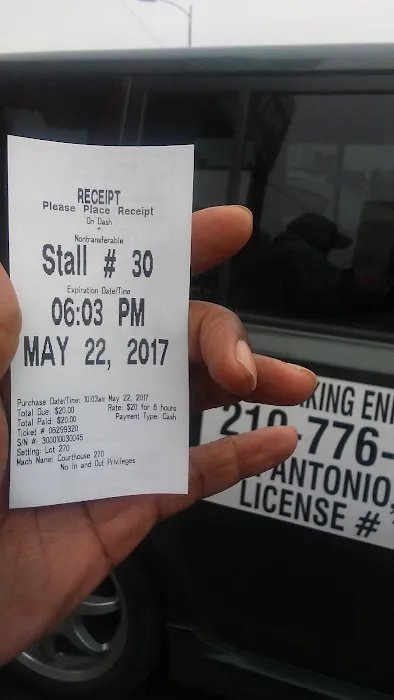 RECEIPT
Please Place Receipt
On Dash
Nontransferable
Stall # 30
Expiration Date/Time
06:03 PM
MAY 22, 2017
Purchase Date/Time: 10:03am May 22, 2017
Total Due: $20.00 Rate: $20 for 8 hours
Total Paid: $20.00 Payment Type: Cash
Ticket # 06299320
S/N #: 300010030045
Setting: Lot 270
Mach Name: Courthouse 270
No In and Out Privileges
KING EN
210-776-
ANTONIO,
LICENSE #